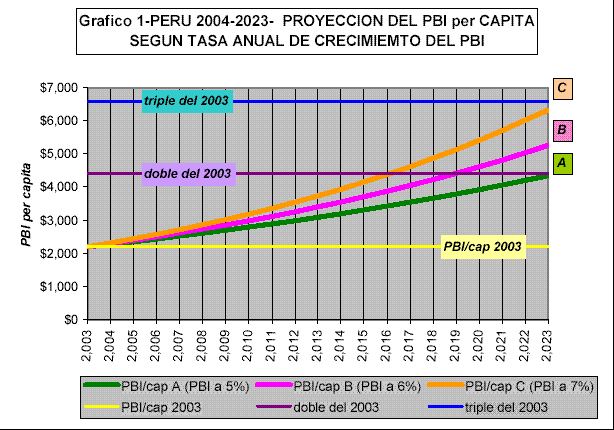 Grafico 1-PERU 2004-2023- PROYECCION DEL PBI per CAPITA
SEGUN TASA ANUAL DE CRECIMIEMTO DEL PBI
C
B
A
$7,000
$6,000
$5,000
$4,000
$3,000
$2,000
$1,000
$0
PBI per capita
triple del 2003
doble del 2003
PBI/cap 2003
2,003
2,004
2,005
2,006
2,007
2,008
2,009
2,010
2,011
2,012
2,013
2,014
2,015
2,016
2,017
2,018
2,019
2,020
2,021
2,022
2,023
PBI/cap A (PBI a 5%) PBI/cap B (PBI a 6%) PBI/cap C (PBI a 7%)
PBI/cap 2003 doble del 2003 triple del 2003